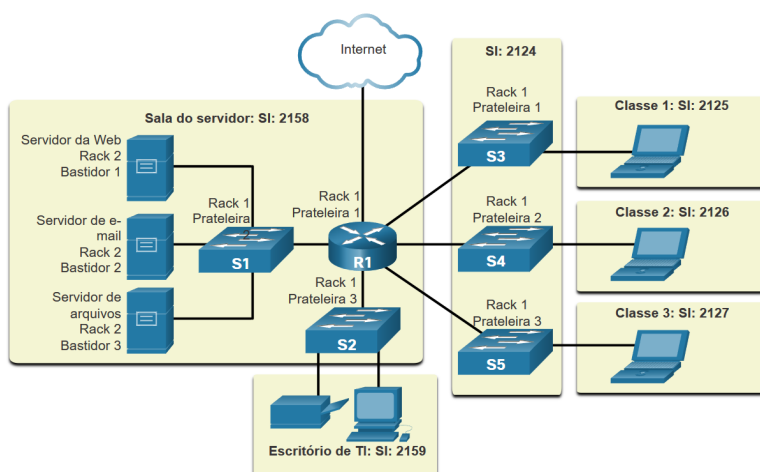 Internet
SI: 2124
Rack 1
Prateleira 1
S3
Classe 1: SI: 2125
Sala do servidor: SI: 2158
Servidor da Web
Rack 2
Bastidor 1
Rack 1
Prateleira
2
S1
Rack 1
Prateleira 1
R1
Servidor de e-
mail
Rack 2
Bastidor 2
Rack 1
Prateleira 2
S4
Classe 2: SI: 2126
Servidor de
arquivos
Rack 2
Bastidor 3
Rack 1
Prateleira 3
S2
Rack 1
Prateleira 3
S5
Classe 3: SI: 2127
Escritório de TI: SI: 2159